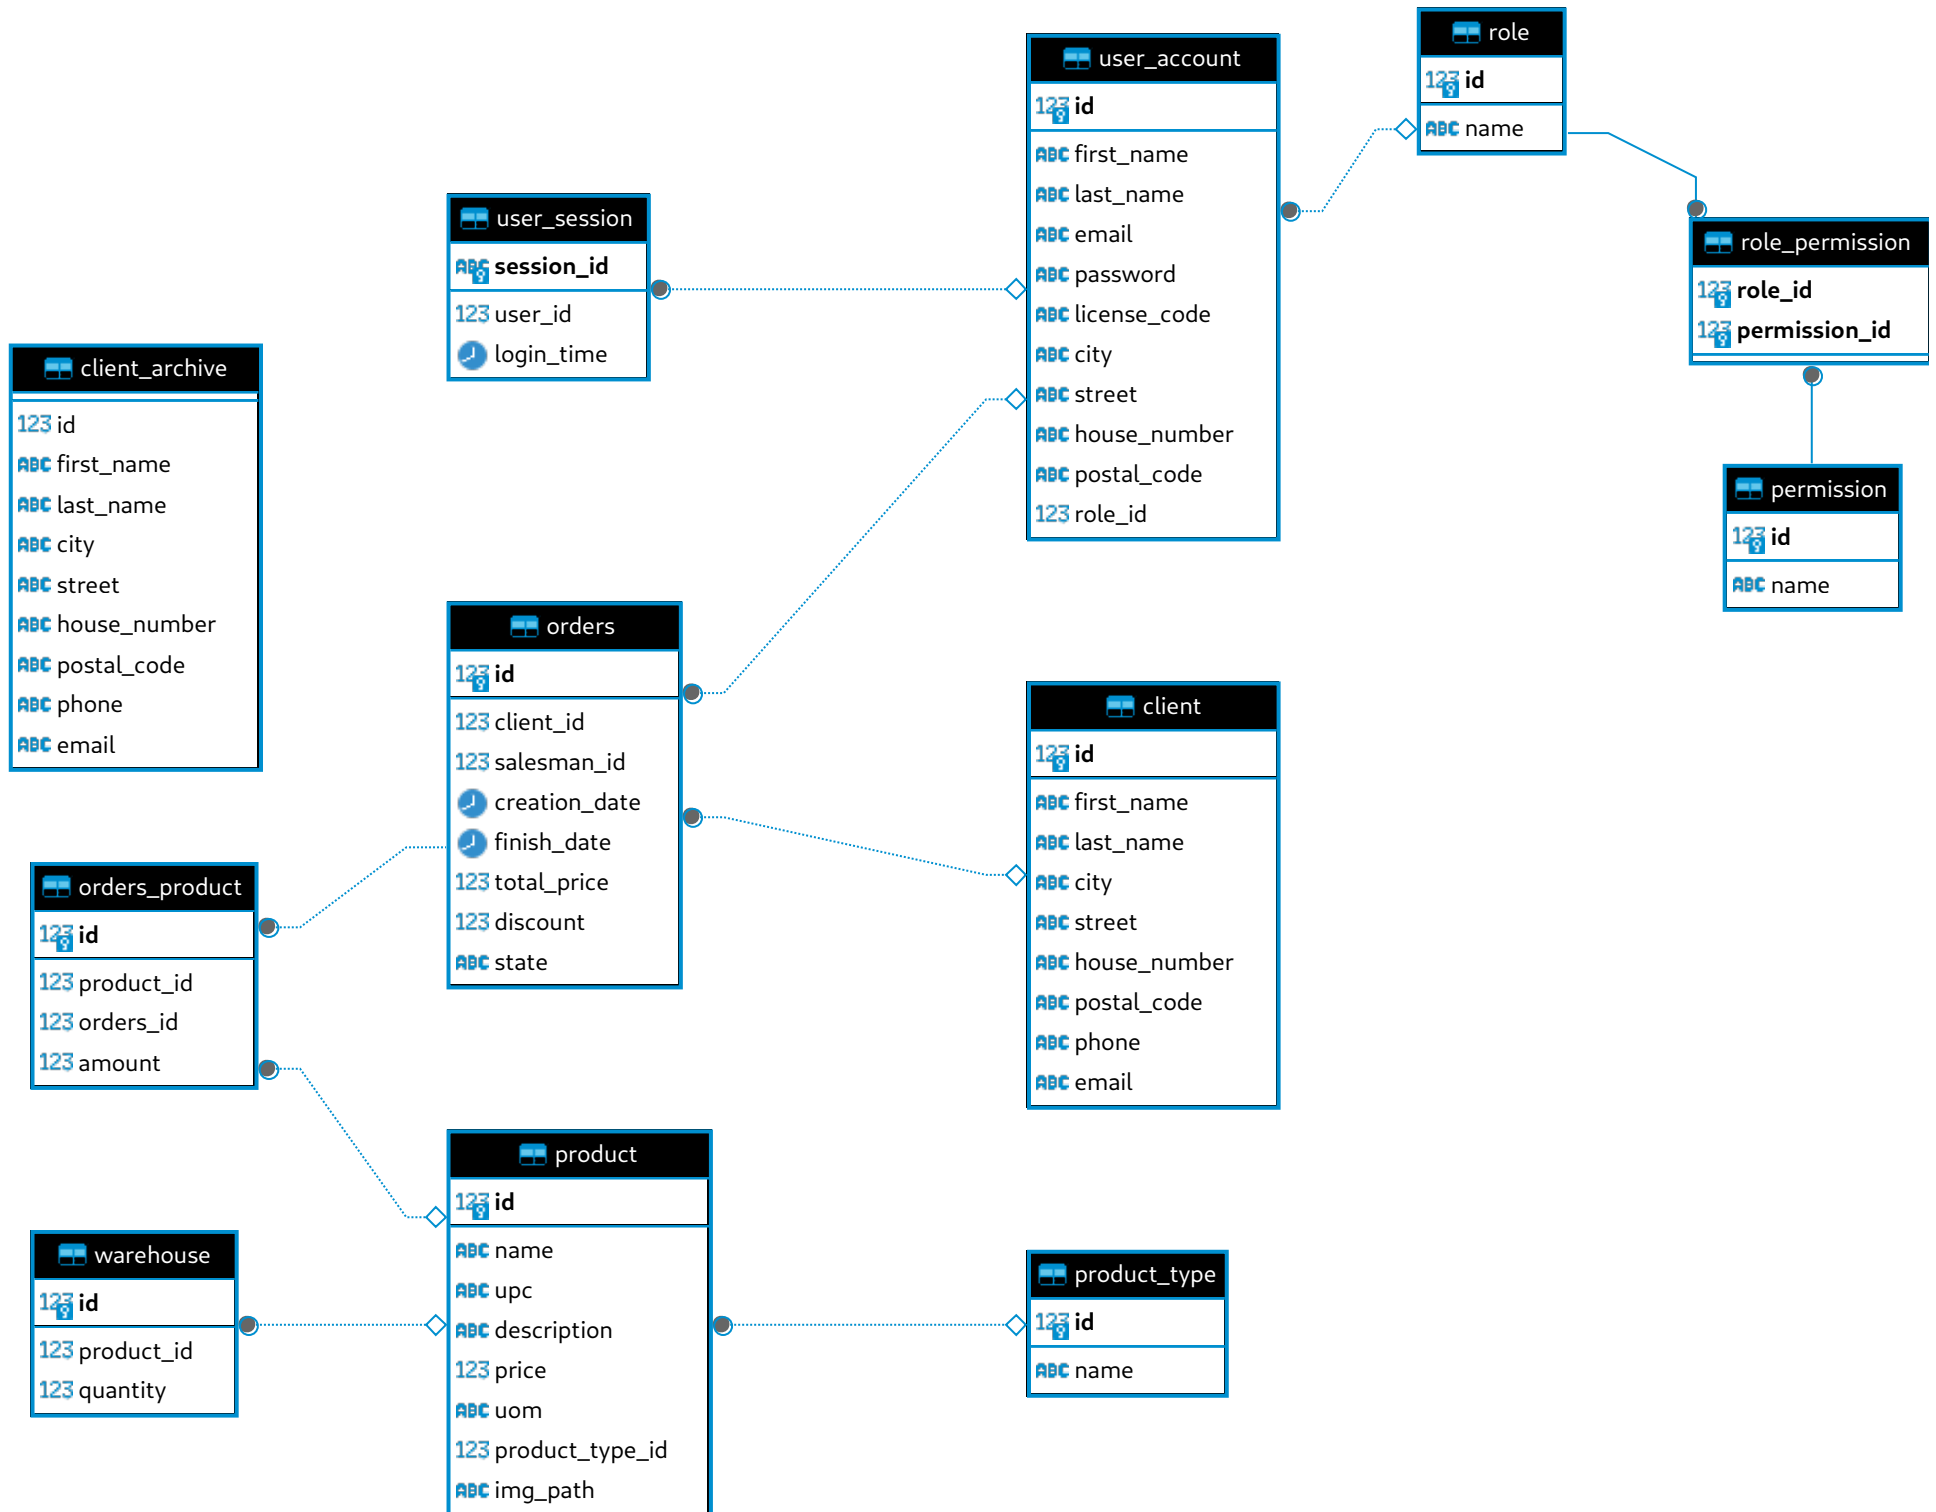 role
id
name
user_account
id
first_name
last_name
email
password
license_code
city
street
house_number
postal_code
role_id
user_session
session_id
user_id
login_time
role_permission
role_id
permission_id
client_archive
id
first_name
last_name
city
street
house_number
postal_code
phone
email
permission
id
name
orders
id
client_id
salesman_id
creation_date
finish_date
total_price
discount
state
client
id
first_name
last_name
city
street
house_number
postal_code
phone
email
orders_product
id
product_id
orders_id
amount
product
id
name
upc
description
price
uom
product_type_id
img_path
warehouse
id
product_id
quantity
product_type
id
name